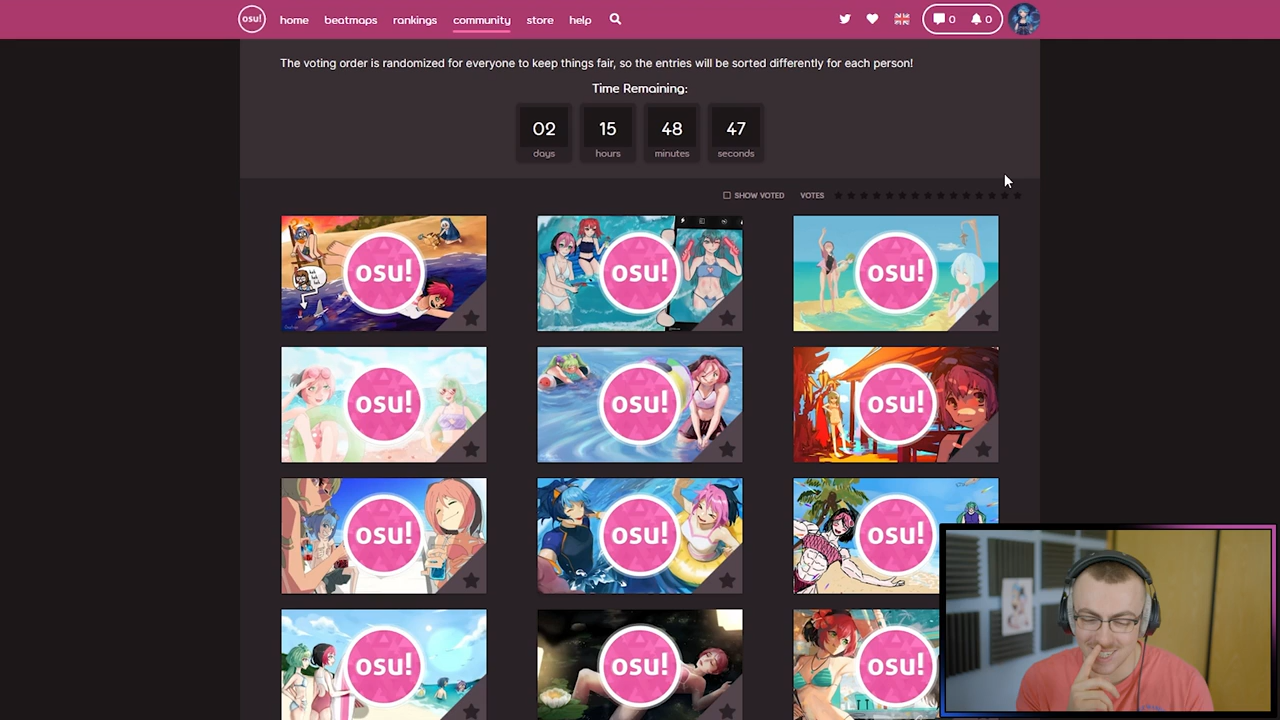 osu! home beatmaps rankings community store help 0 0
The voting order is randomized for everyone to keep things fair, so the entries will be sorted differently for each person!
Time Remaining:
02 15 48 47
days hours minutes seconds
SHOW VOTED VOTES
osu! osu! osu!
osu! osu! osu!
osu! osu! osu!
osu! osu! osu!